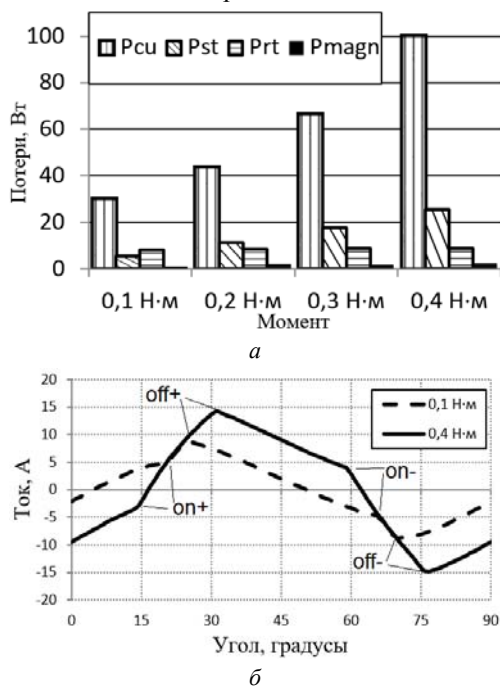 100
80
60
40
20
0
Потери, Вт
Pcu Pst Prt Pmagn
0,1 Н·м 0,2 Н·м 0,3 Н·м 0,4 Н·м
Момент
а
20
15
10
5
0
-5
-10
-15
-20
Ток, А
off+
on+
on-
off-
0,1 Н·м
0,4 Н·м
0 15 30 45 60 75 90
Угол, градусы
б